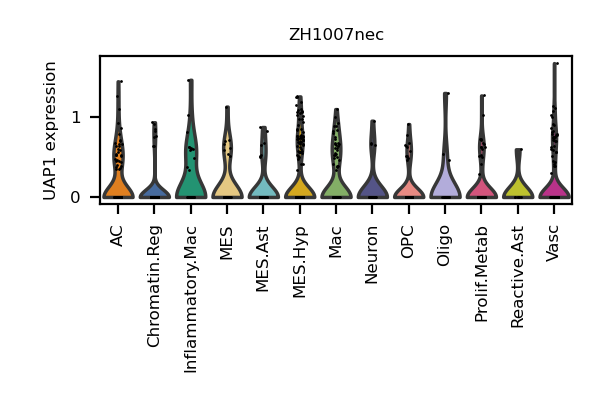 ZH1007nec
UAP1 expression
1
0
AC
Chromatin.Reg
Inflammatory.Mac
MES
MES.Ast
MES.Hyp
Mac
Neuron
OPC
Oligo
Prolif.Metab
Reactive.Ast
Vasc